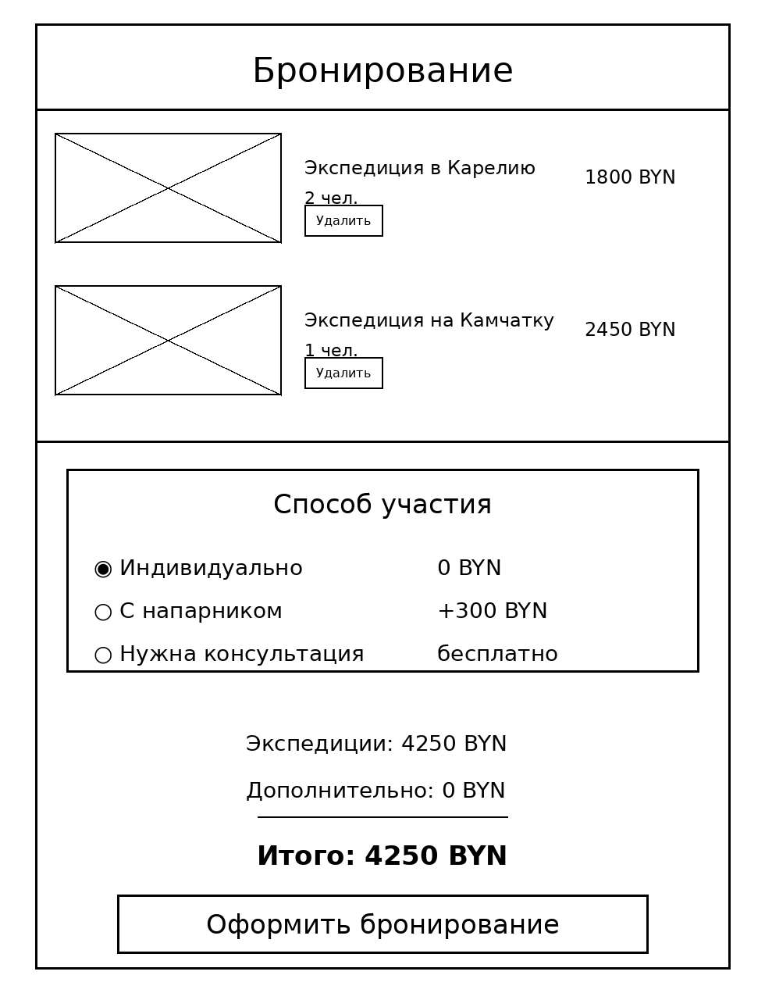 Бронирование
Экспедиция в Карелию 1800 BYN
2 чел.
Удалить
Экспедиция на Камчатку 2450 BYN
1 чел.
Удалить
Способ участия
◉ Индивидуально 0 BYN
○ С напарником +300 BYN
○ Нужна консультация бесплатно
Экспедиции: 4250 BYN
Дополнительно: 0 BYN
Итого: 4250 BYN
Оформить бронирование